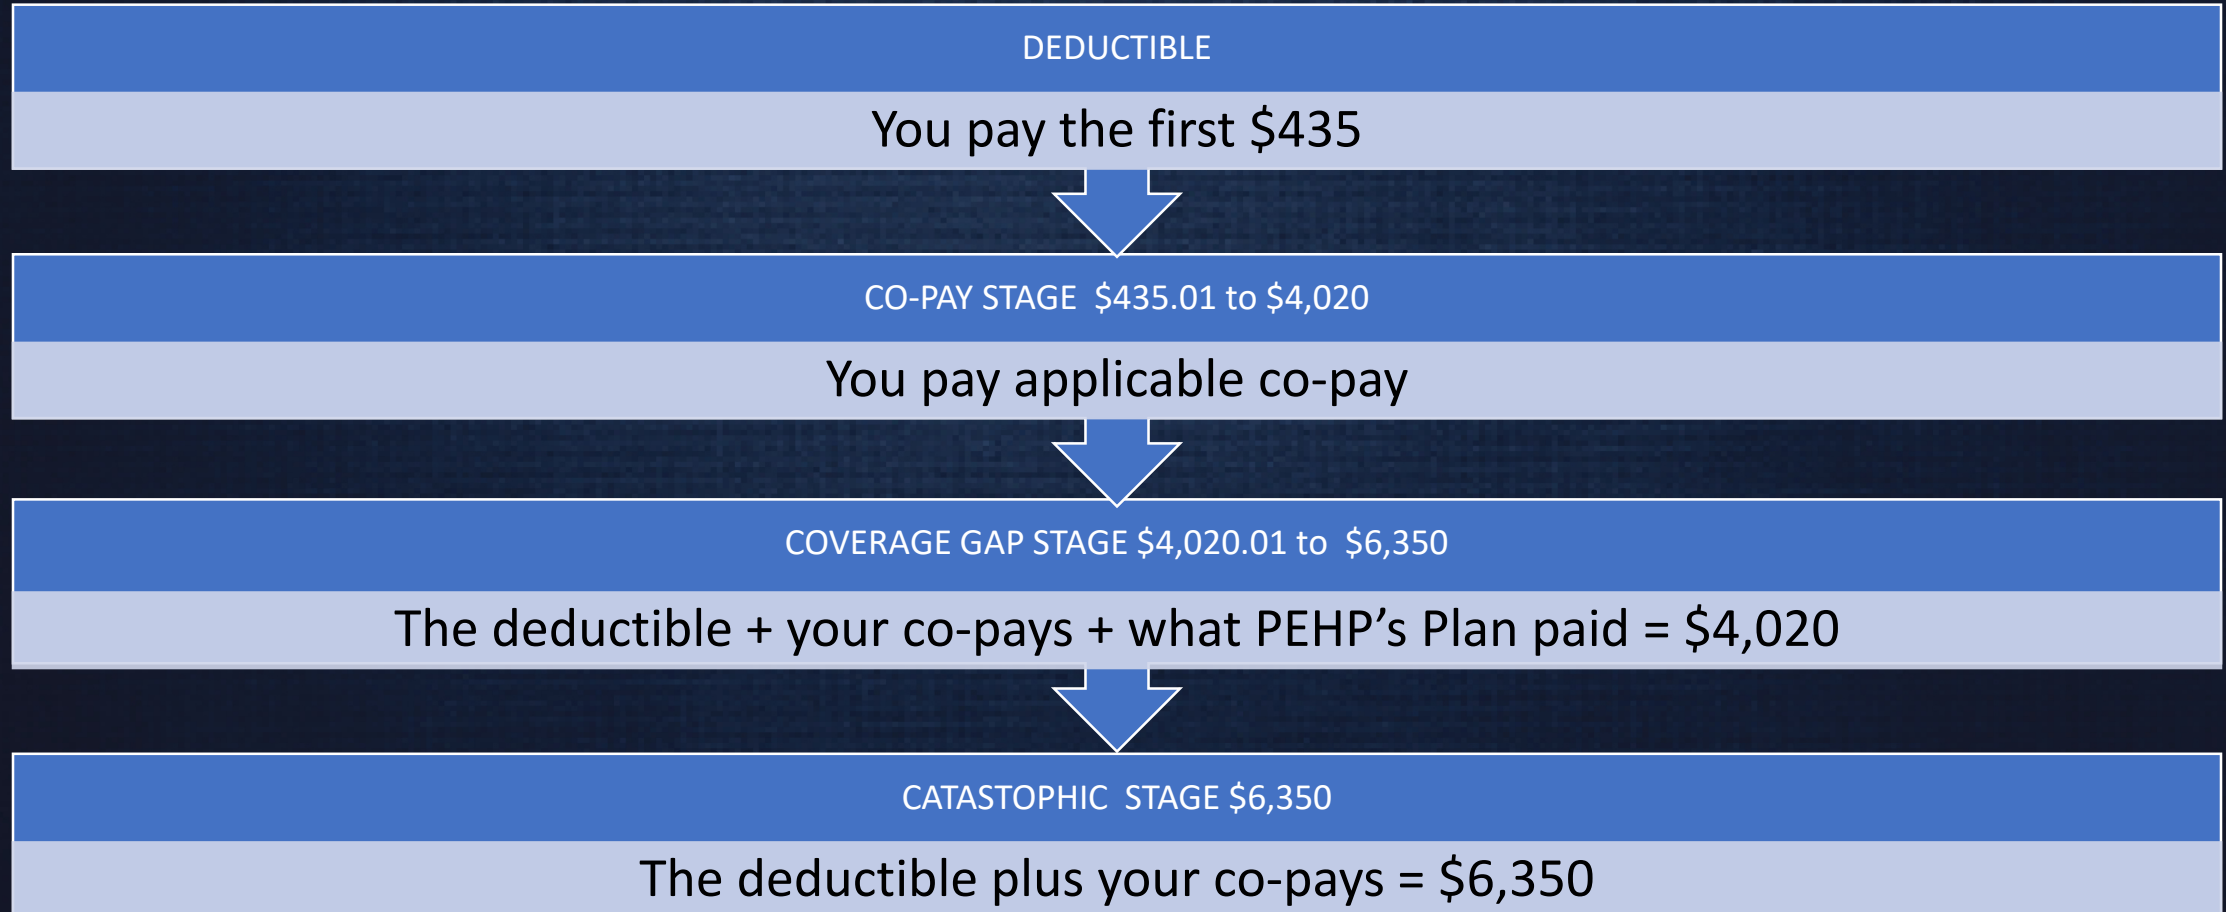 DEDUCTIBLE
You pay the first $435
CO-PAY STAGE  $435.01 to $4,020
You pay applicable co-pay
COVERAGE GAP STAGE $4,020.01 to  $6,350
The deductible + your co-pays + what PEHP’s Plan paid = $4,020
CATASTOPHIC  STAGE $6,350
The deductible plus your co-pays = $6,350